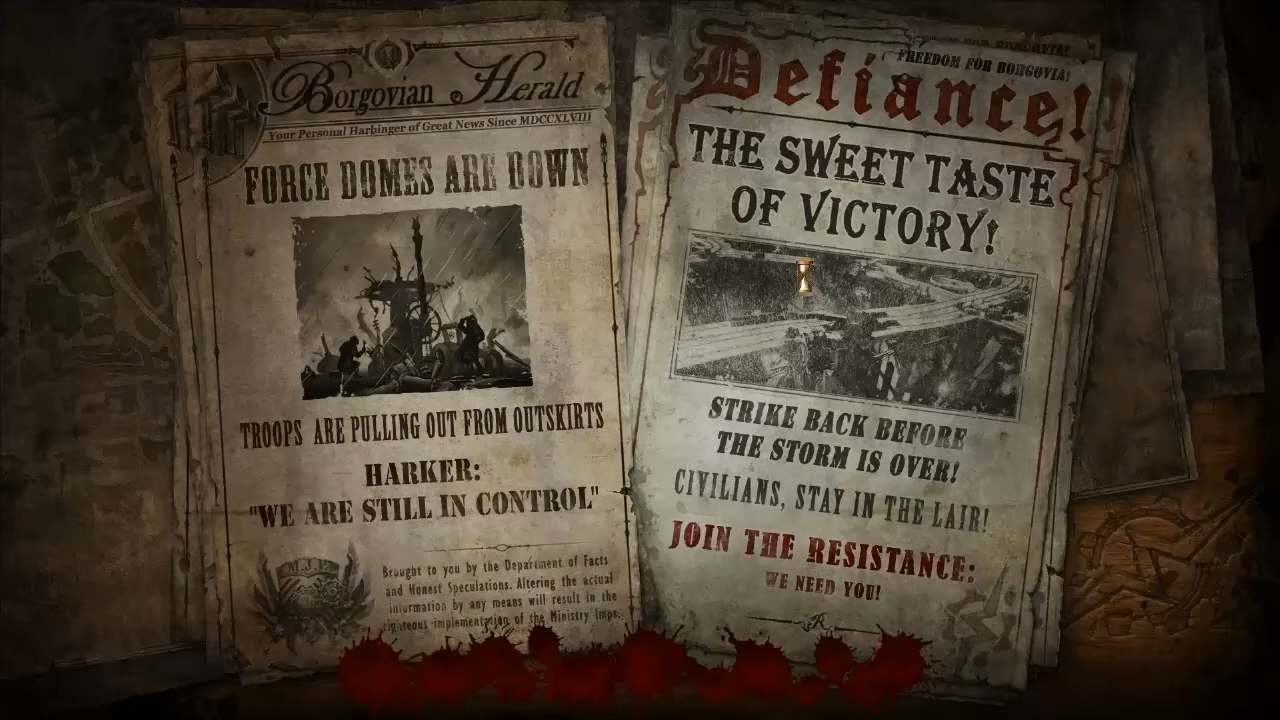 Borgovian Herald
Your Personal Harbinger of Great News Since MDCCXLVIII
FORCE DOMES ARE DOWN
TROOPS ARE PULLING OUT FROM OUTSKIRTS
HARKER:
"WE ARE STILL IN CONTROL"
M.J.E.
Brought to you by the Department of Facts
and Honest Speculations. Altering the actual
information by any means will result in the
righteous implementation of the Ministry Imps.
FREEDOM FOR BORGOVIA!
Defiance!
THE SWEET TASTE
OF VICTORY!
STRIKE BACK BEFORE
THE STORM IS OVER!
CIVILIANS, STAY IN THE LAIR!
JOIN THE RESISTANCE:
WE NEED YOU!
R